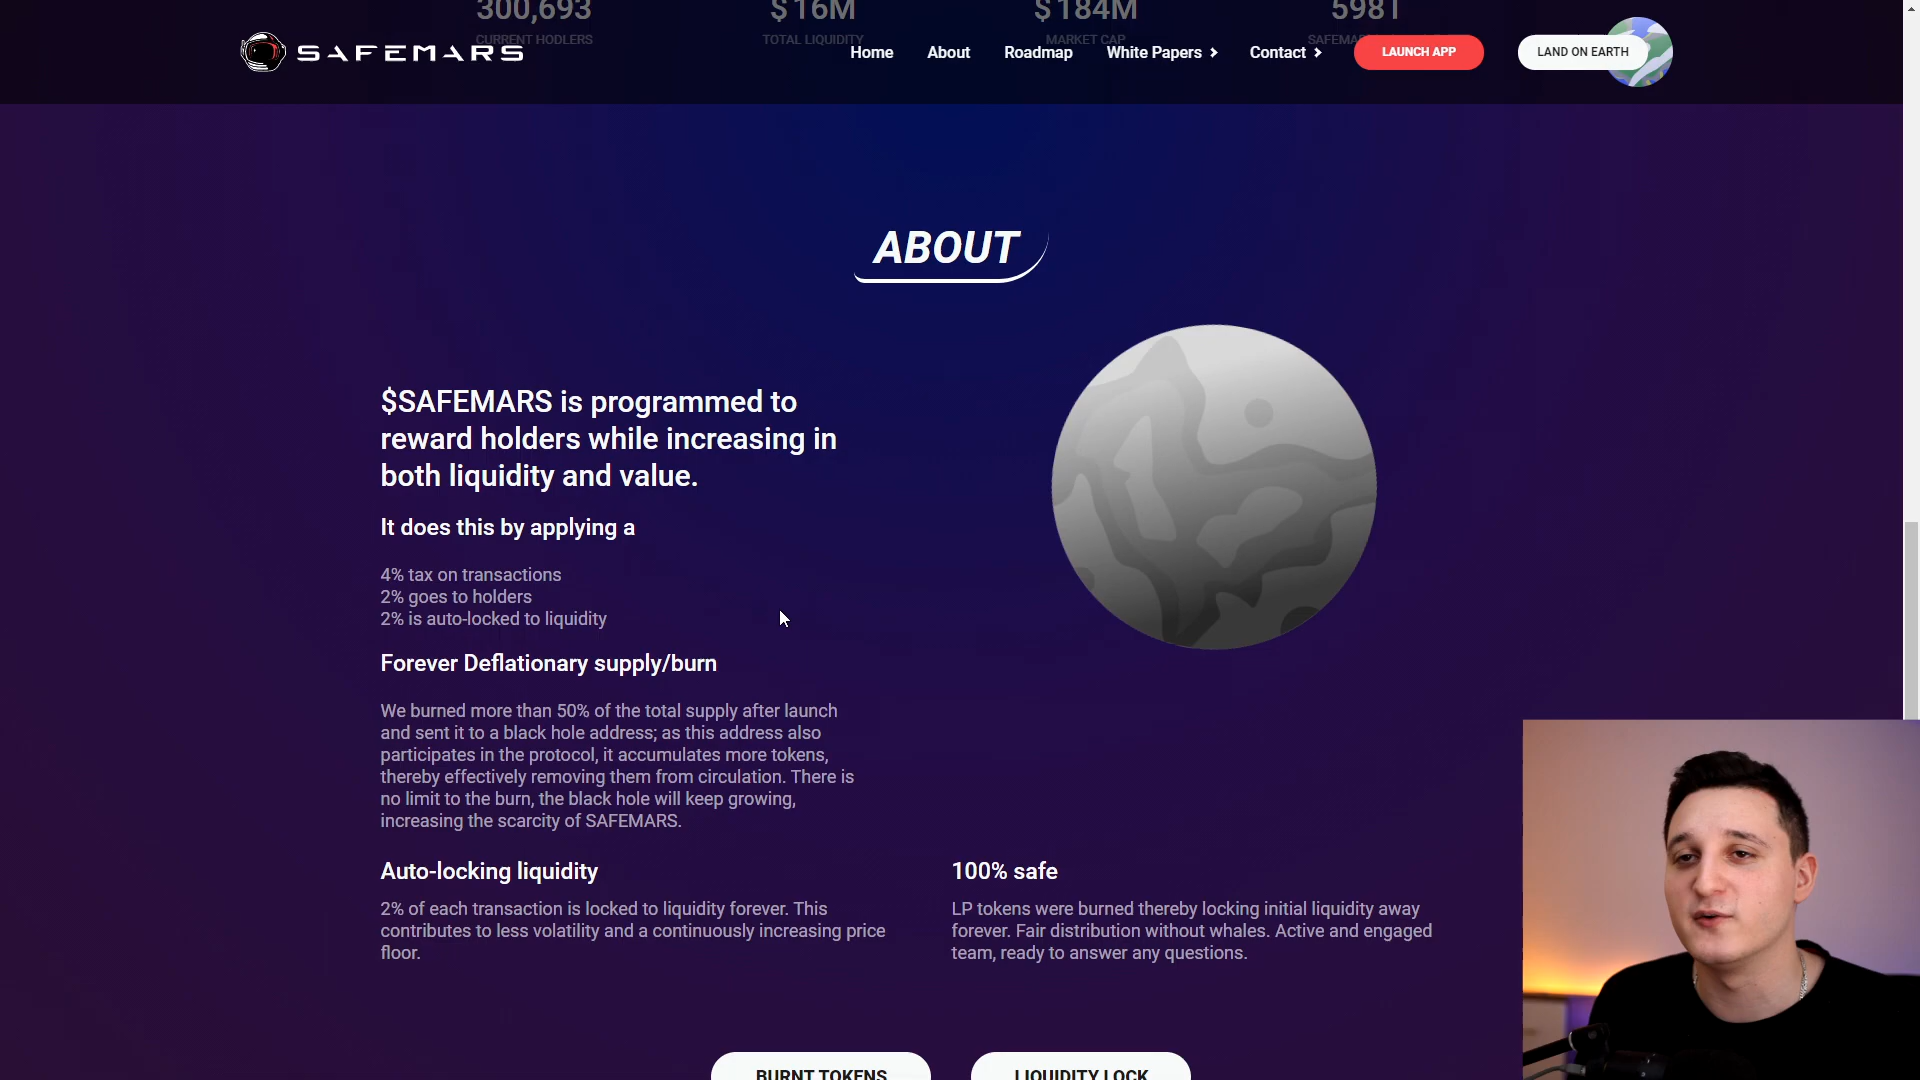 300,693
$16M
$184M
598T
CURRENT HODLERS
TOTAL LIQUIDITY
MARKET CAP
SAFEMARS
Home
About
Roadmap
White Papers
Contact
LAUNCH APP
LAND ON EARTH
ABOUT
$SAFEMARS is programmed to
reward holders while increasing in
both liquidity and value.
It does this by applying a
4% tax on transactions
2% goes to holders
2% is auto-locked to liquidity
Forever Deflationary supply/burn
We burned more than 50% of the total supply after launch
and sent it to a black hole address; as this address also
participates in the protocol, it accumulates more tokens,
thereby effectively removing them from circulation. There is
no limit to the burn, the black hole will keep growing,
increasing the scarcity of SAFEMARS.
Auto-locking liquidity
2% of each transaction is locked to liquidity forever. This
contributes to less volatility and a continuously increasing price
floor.
100% safe
LP tokens were burned thereby locking initial liquidity away
forever. Fair distribution without whales. Active and engaged
team, ready to answer any questions.
BURNT TOKENS
LIQUIDITY LOCK